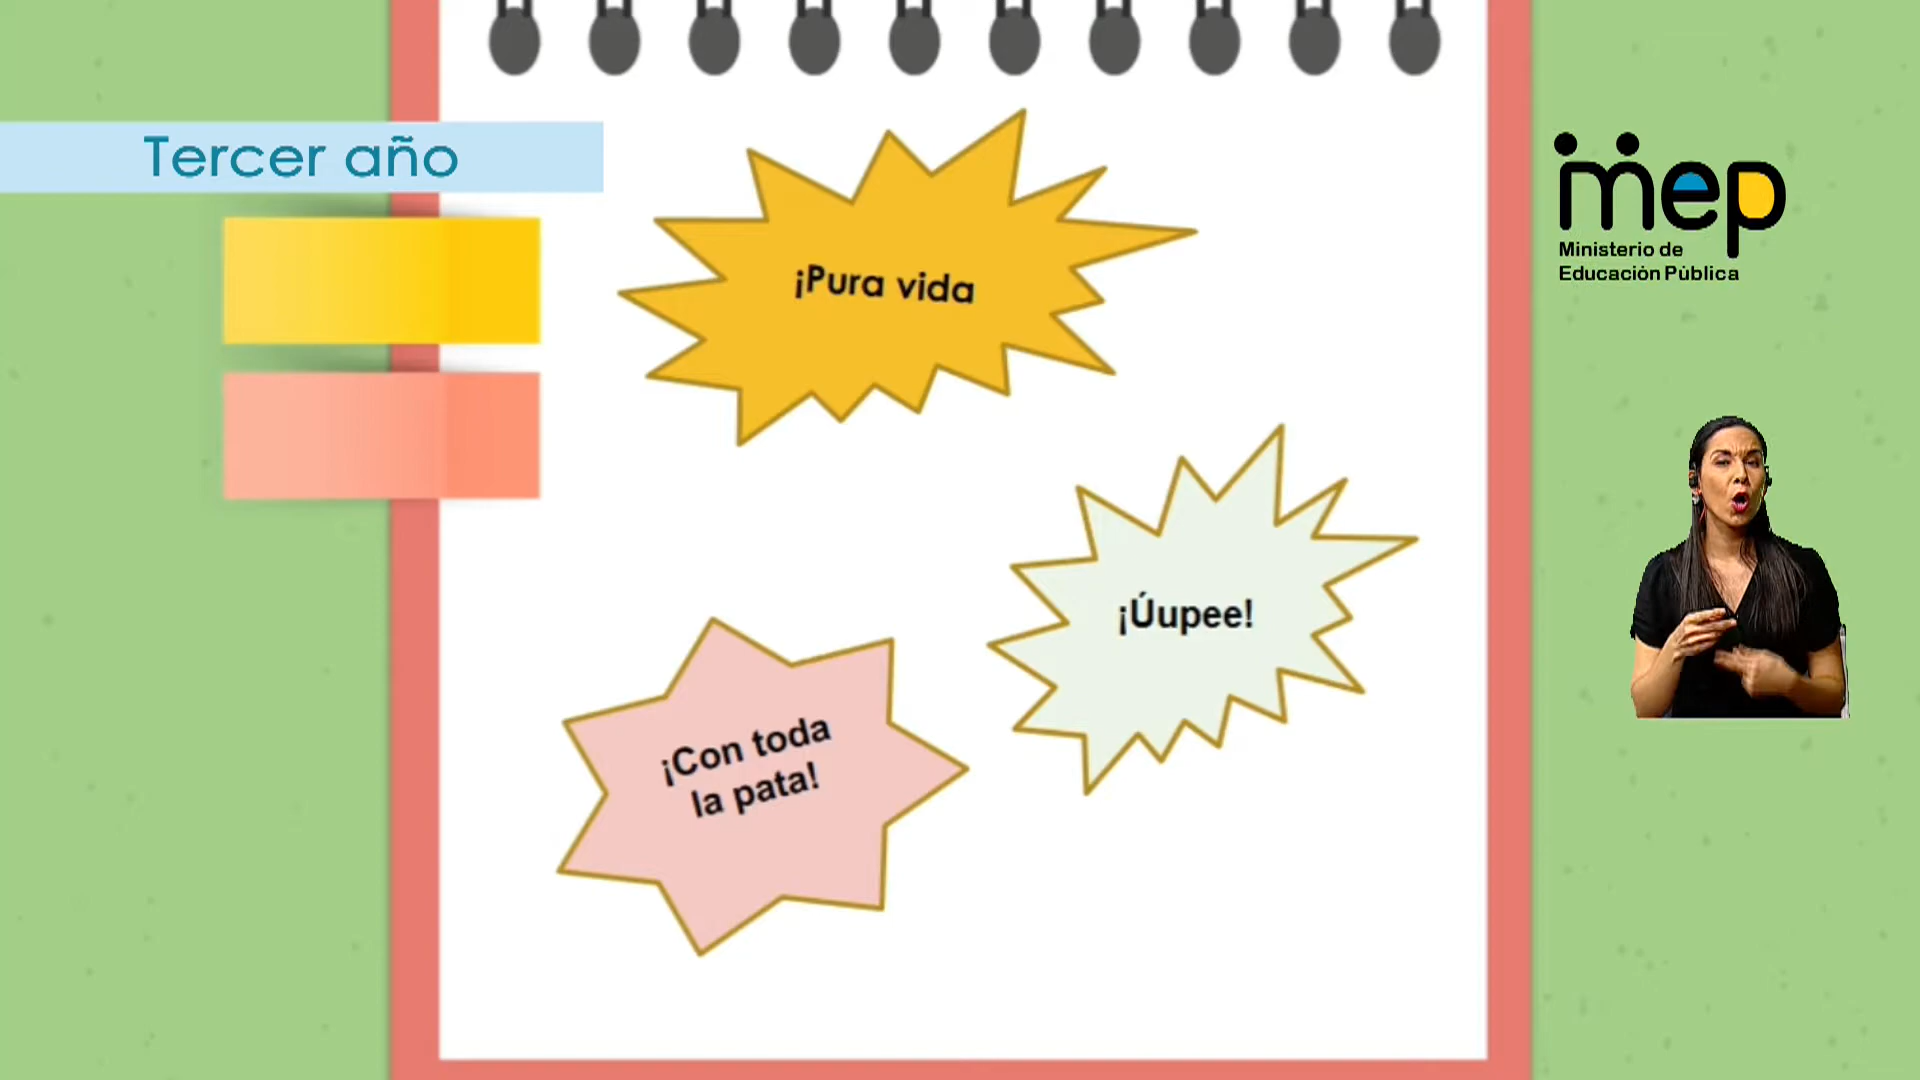 Tercer año
¡Pura vida
¡Úupee!
¡Con toda
la pata!
mep
Ministerio de
Educación Pública